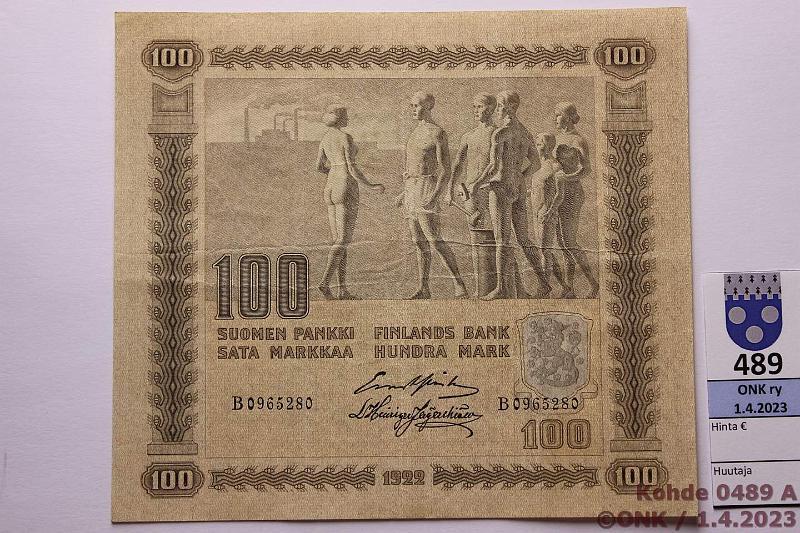 100 100
100
SUOMEN PANKKI FINLANDS BANK
SATA MARKKAA HUNDRA MARK
B0965280 B0965280
100
100 1922 100
489
ONK ry
1.4.2023
Hinta €
Huutaja
Kohde 0489 A
©ONK / 1.4.2023